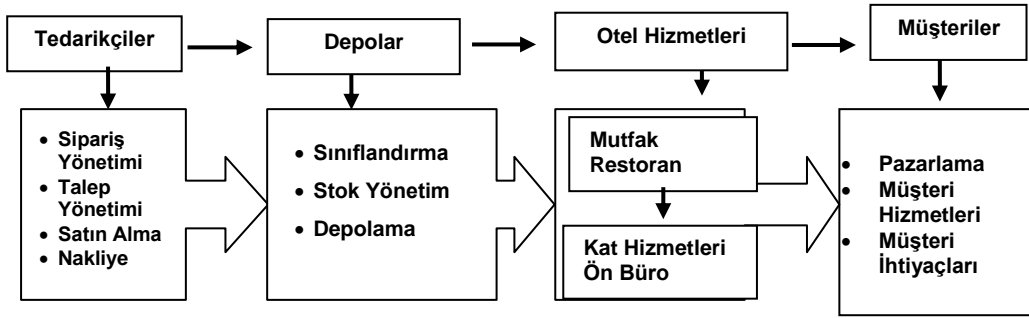 Tedarikçiler
Depolar
Otel Hizmetleri
Müşteriler
• Sipariş
Yönetimi
• Talep
Yönetimi
• Satın Alma
• Nakliye
• Sınıflandırma
• Stok Yönetim
• Depolama
Mutfak
Restoran
Kat Hizmetleri
Ön Büro
• Pazarlama
• Müşteri
Hizmetleri
• Müşteri
İhtiyaçları